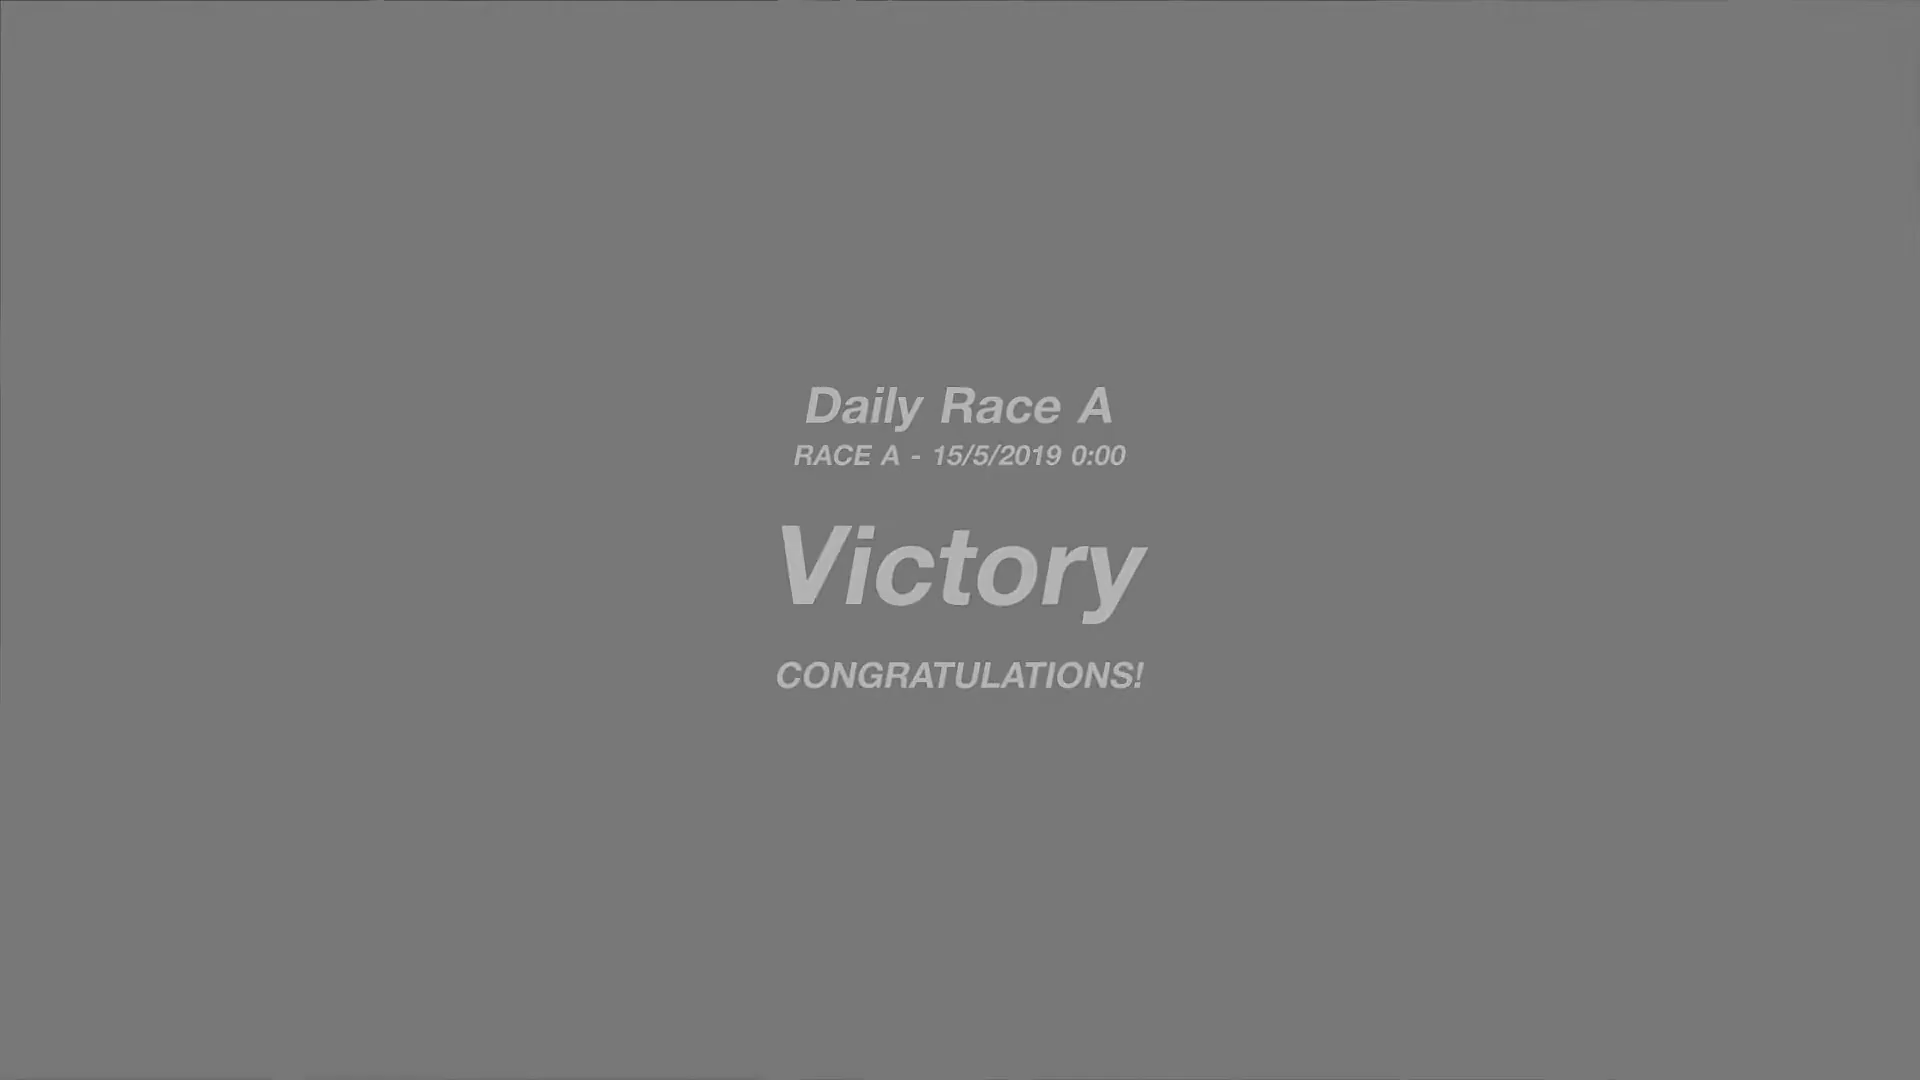 Daily Race A
RACE A - 15/5/2019 0:00
Victory
CONGRATULATIONS!